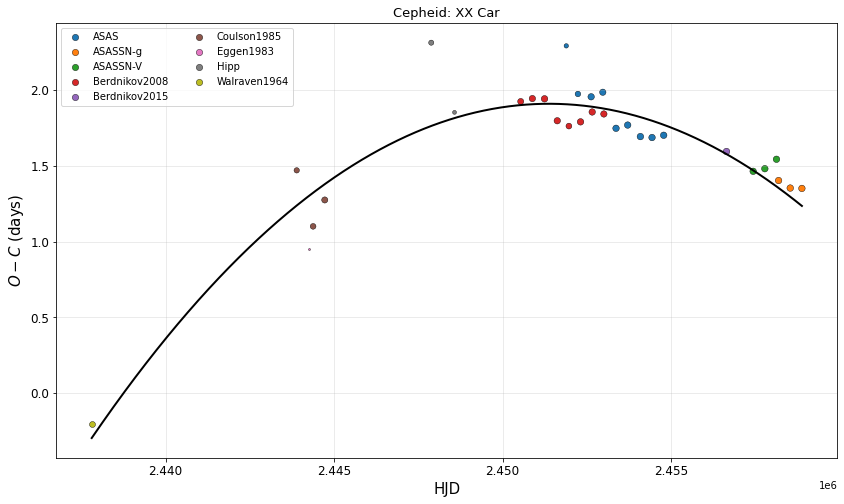 Cepheid: XX Car
ASAS
ASASSN-g
ASASSN-V
Berdnikov2008
Berdnikov2015
Coulson1985
Eggen1983
Hipp
Walraven1964
O − C (days)
2.0
1.5
1.0
0.5
0.0
2.440
2.445
2.450
2.455
1e6
HJD